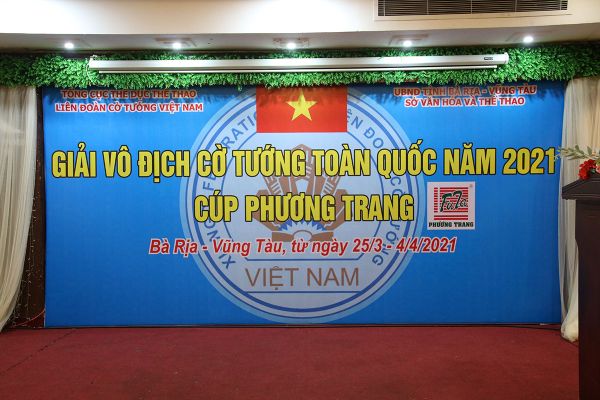 TỔNG CỤC THỂ DỤC THỂ THAO
LIÊN ĐOÀN CỜ TƯỚNG VIỆT NAM
UBND TỈNH BÀ RỊA - VŨNG TÀU
SỞ VĂN HÓA VÀ THỂ THAO
GIẢI VÔ ĐỊCH CỜ TƯỚNG TOÀN QUỐC NĂM 2021
CÚP PHƯƠNG TRANG
FuTa
PHƯƠNG TRANG
Bà Rịa - Vũng Tàu, từ ngày 25/3 - 4/4/2021
VIỆT NAM